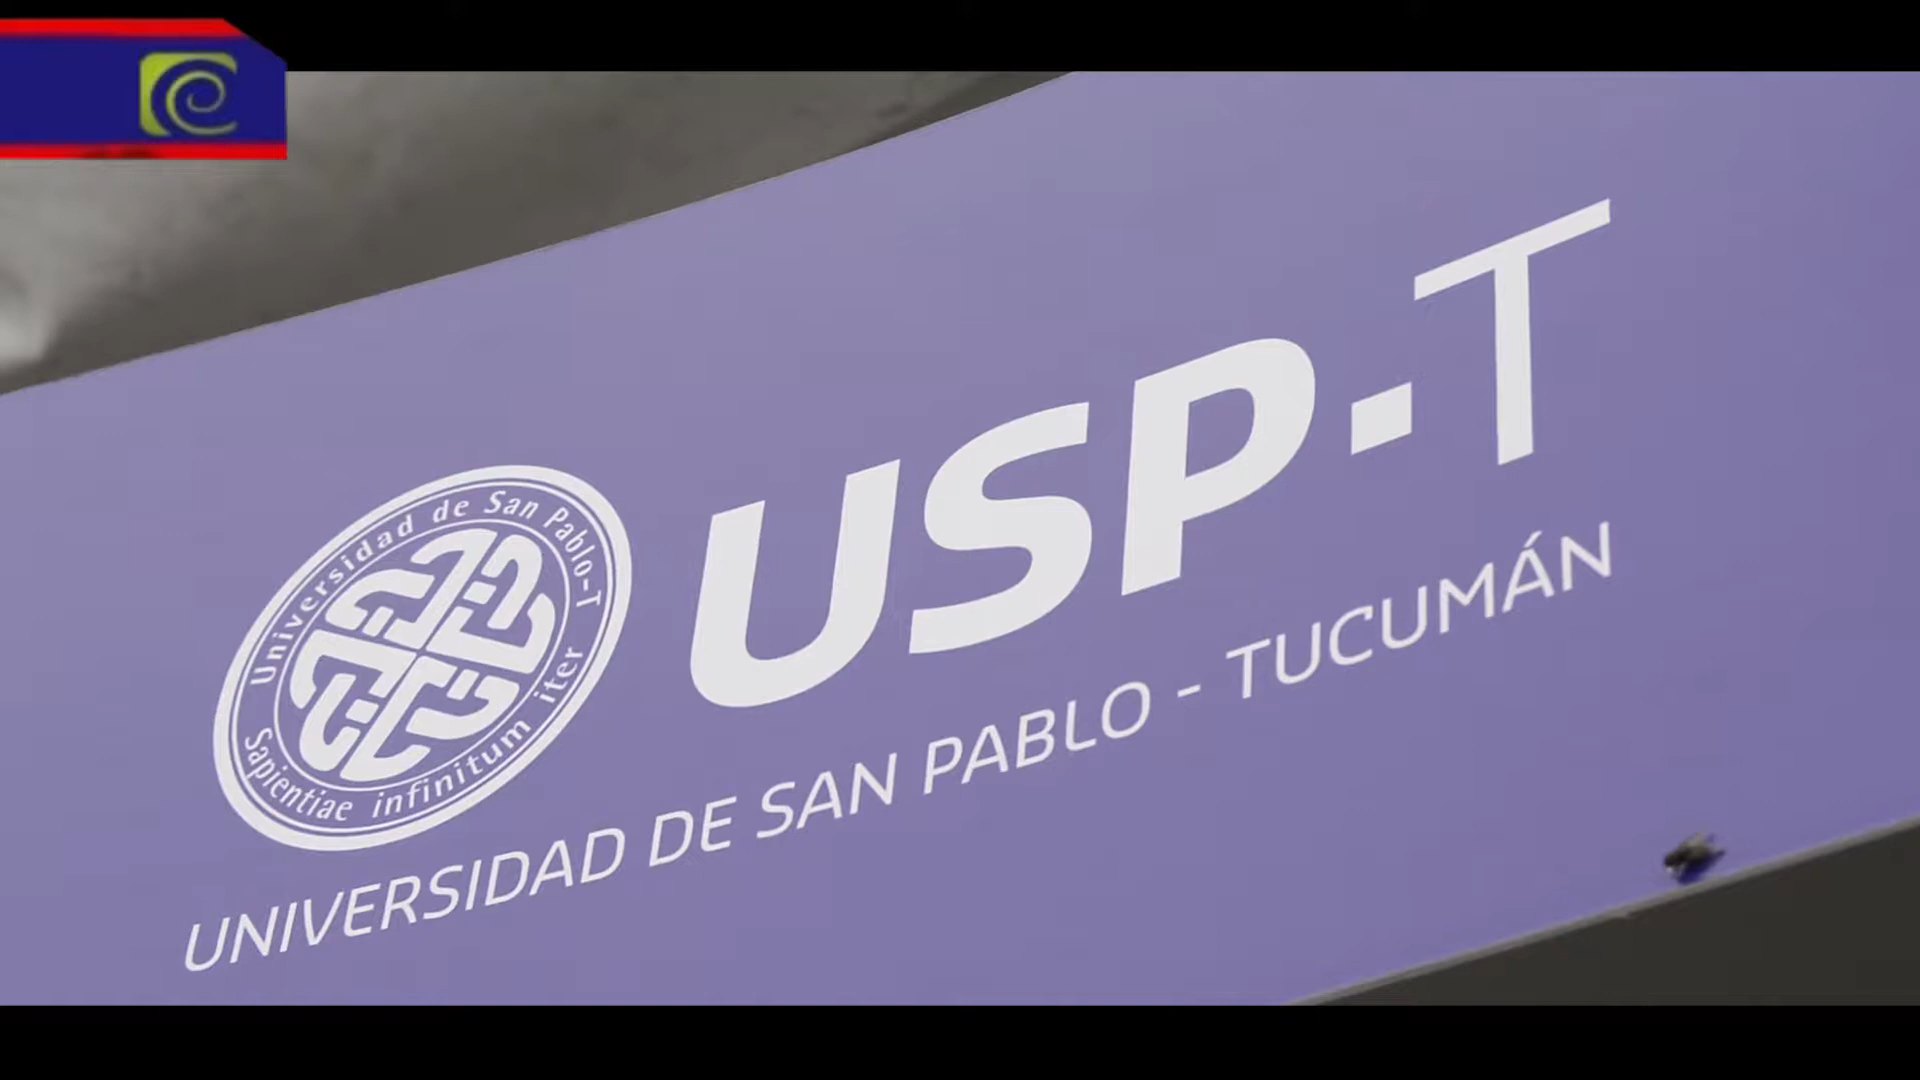 Universidad de San Pablo-T
Sapientiae infinitum iter
USP-T
UNIVERSIDAD DE SAN PABLO - TUCUMÁN